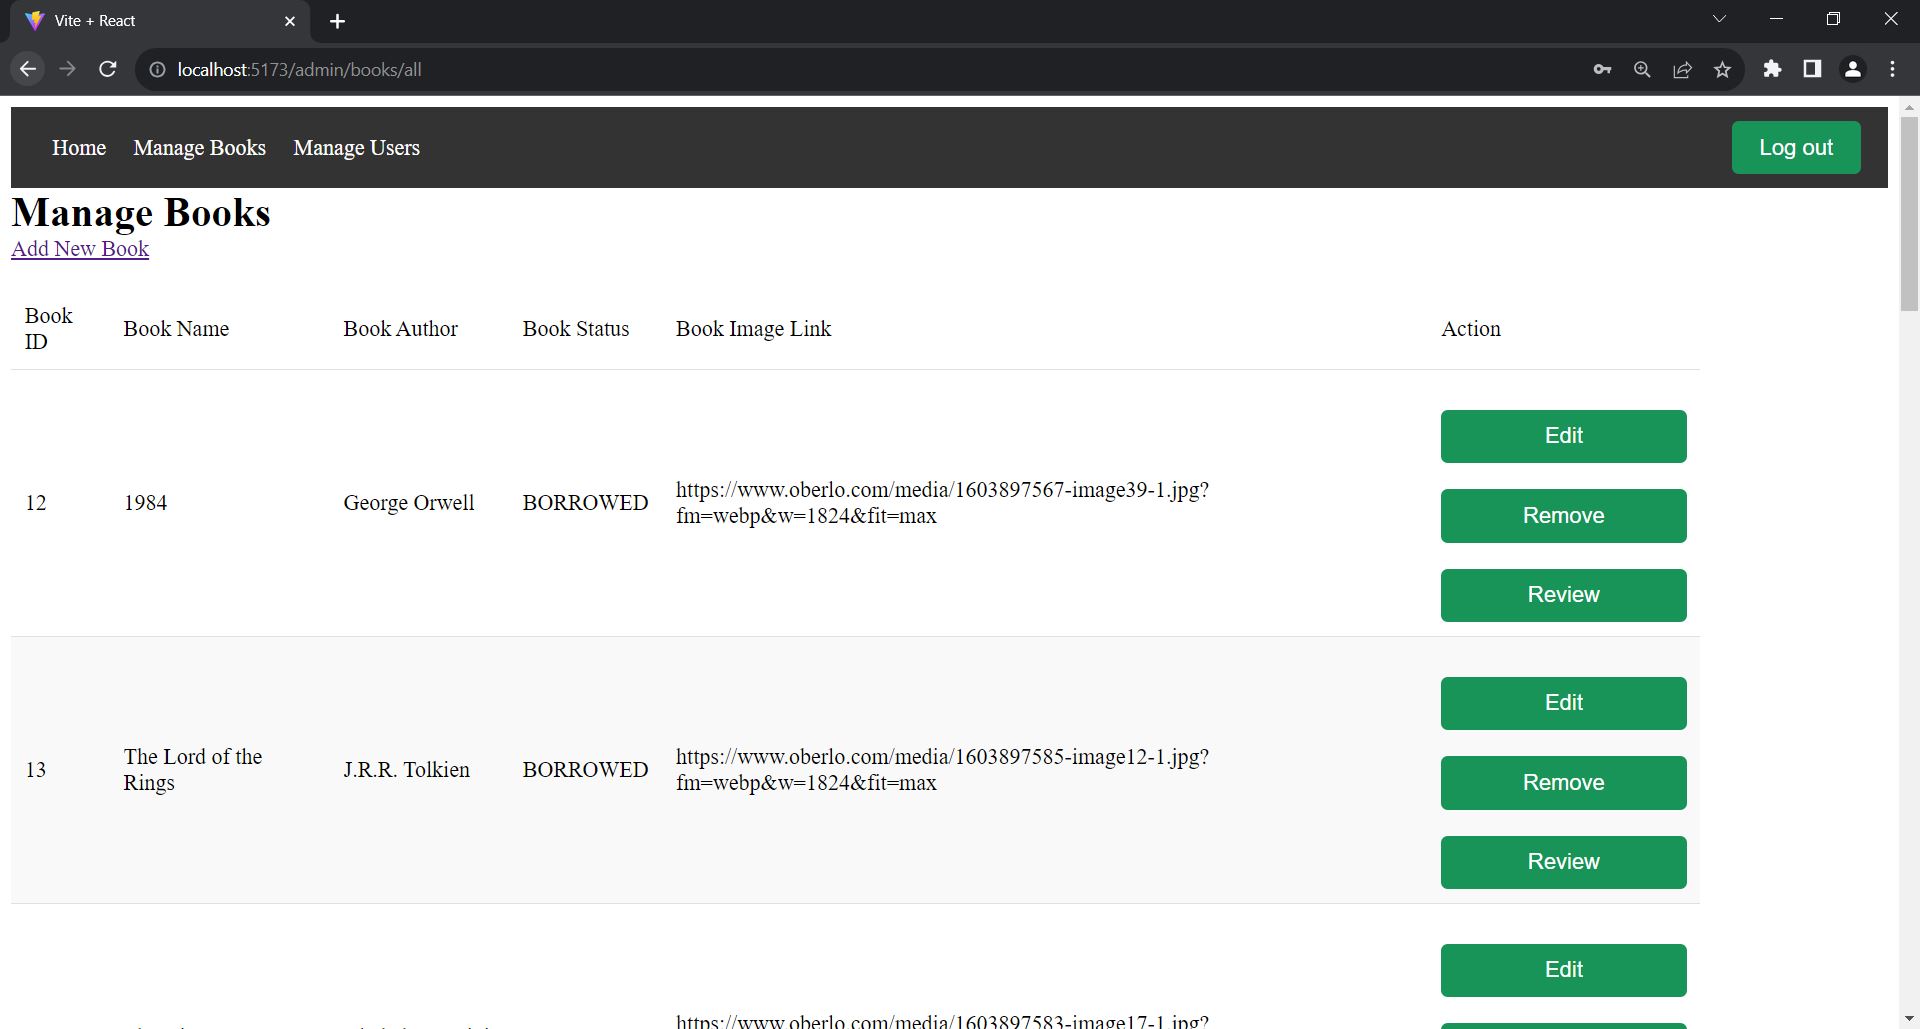 Vite + React
localhost:5173/admin/books/all
Home Manage Books Manage Users Log out
Manage Books
Add New Book
Book ID Book Name Book Author Book Status Book Image Link Action
Edit
12 1984 George Orwell BORROWED https://www.oberlo.com/media/1603897567-image39-1.jpg?
fm=webp&w=1824&fit=max
Remove
Review
Edit
13 The Lord of the Rings J.R.R. Tolkien BORROWED https://www.oberlo.com/media/1603897585-image12-1.jpg?
fm=webp&w=1824&fit=max
Remove
Review
Edit
https://www.oberlo.com/media/1603897583-image17-1.jpg?